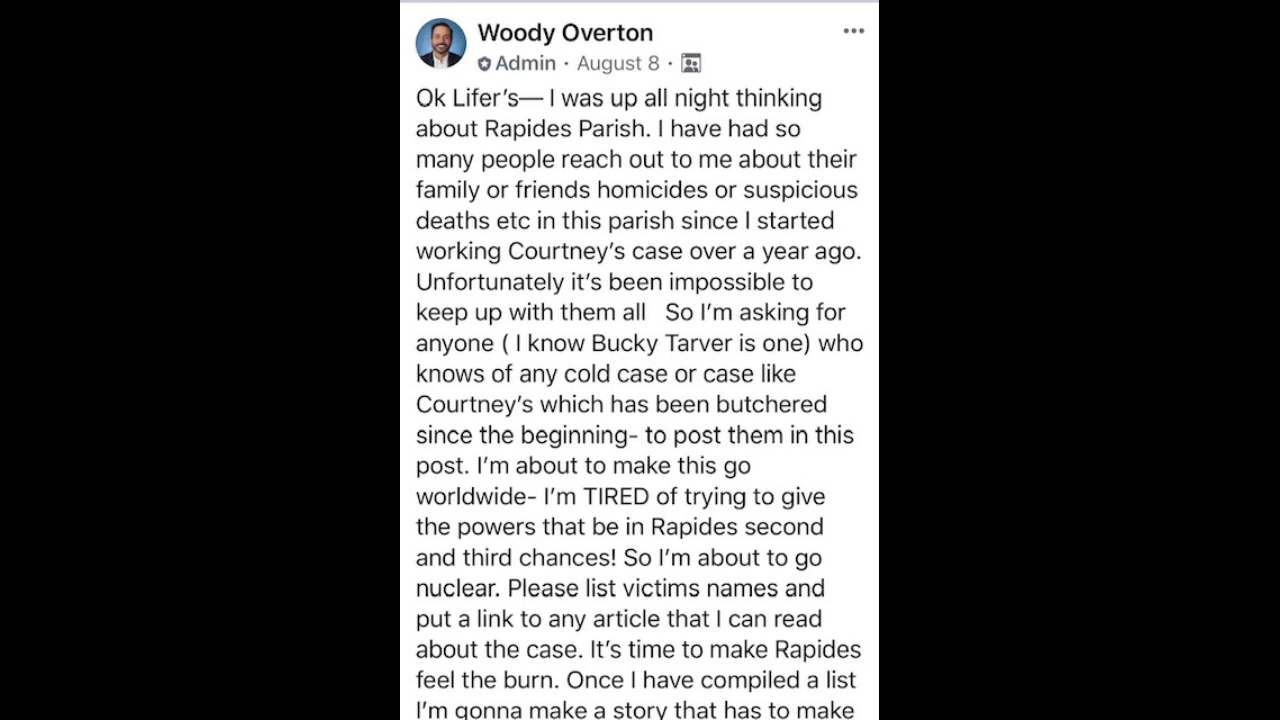 Woody Overton
Admin · August 8 ·
Ok Lifer's— I was up all night thinking
about Rapides Parish. I have had so
many people reach out to me about their
family or friends homicides or suspicious
deaths etc in this parish since I started
working Courtney's case over a year ago.
Unfortunately it's been impossible to
keep up with them all   So I'm asking for
anyone ( I know Bucky Tarver is one) who
knows of any cold case or case like
Courtney's which has been butchered
since the beginning- to post them in this
post. I'm about to make this go
worldwide- I'm TIRED of trying to give
the powers that be in Rapides second
and third chances! So I'm about to go
nuclear. Please list victims names and
put a link to any article that I can read
about the case. It's time to make Rapides
feel the burn. Once I have compiled a list
I'm gonna make a story that has to make